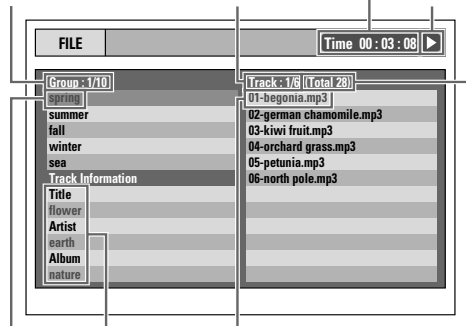 FILE
Time 00 : 03 : 08
Group : 1/10
spring
summer
fall
winter
sea
Track Information
Title
flower
Artist
earth
Album
nature
Track : 1/6 (Total 28)
01-begonia.mp3
02-german chamomile.mp3
03-kiwi fruit.mp3
04-orchard grass.mp3
05-petunia.mp3
06-north pole.mp3